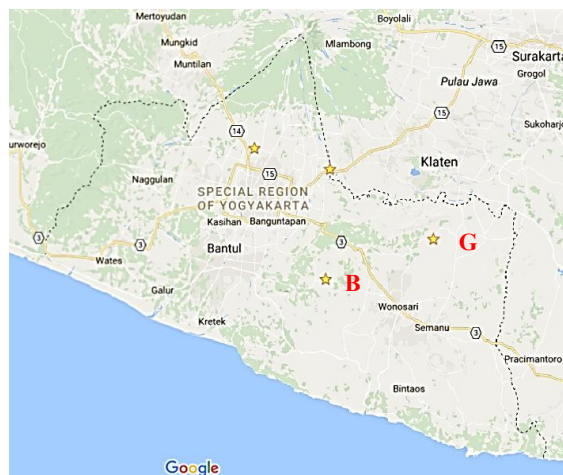 Mertoyudan
Boyolali
Mungkid
Mlambong
15
Surakarta
Muntilan
Grogol
Pulau Jawa
15
Sukoharjo
14
urworejo
Klaten
15
Naggulan
SPECIAL REGION
OF YOGYAKARTA
Kasihan
Banguntapan
3
3
3
G
Bantul
Wates
B
Galur
Wonosari
Kretek
Semanu
3
Pracimantoro
Bintaos
Google